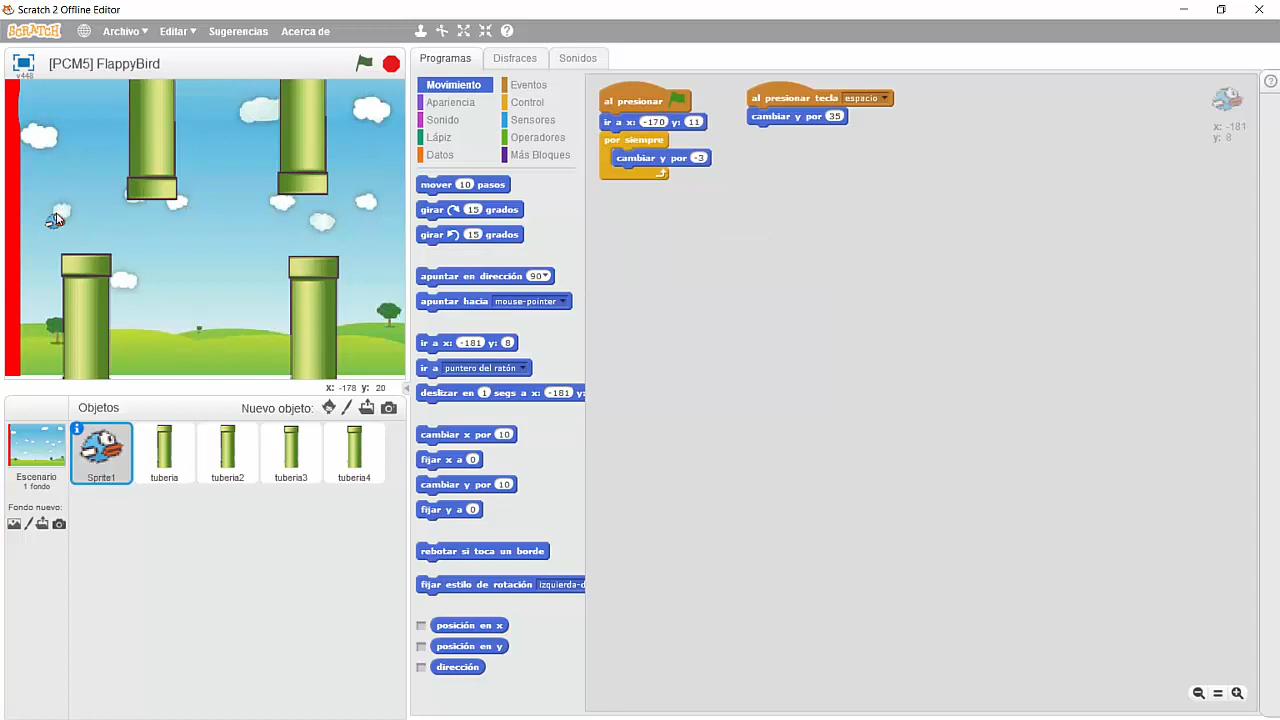 Scratch 2 Offline Editor
SCRATCH Archivo Editar Sugerencias Acerca de
v448 [PCM5] FlappyBird
Programas Disfraces Sonidos
Movimiento Eventos
Apariencia Control
Sonido Sensores
Lápiz Operadores
Datos Más Bloques
mover 10 pasos
girar 15 grados
girar 15 grados
apuntar en dirección 90
apuntar hacia mouse-pointer
ir a x: -181 y: 8
ir a puntero del ratón
deslizar en 1 segs a x: -181 y:
cambiar x por 10
fijar x a 0
cambiar y por 10
fijar y a 0
rebotar si toca un borde
fijar estilo de rotación izquierda-d
posición en x
posición en y
dirección
al presionar
ir a x: -170 y: 11
por siempre
cambiar y por -3
al presionar tecla espacio
cambiar y por 35
x: -181
y: 8
x: -178 y: 20
Objetos Nuevo objeto:
Escenario
1 fondo
Fondo nuevo:
Sprite1 tuberia tuberia2 tuberia3 tuberia4